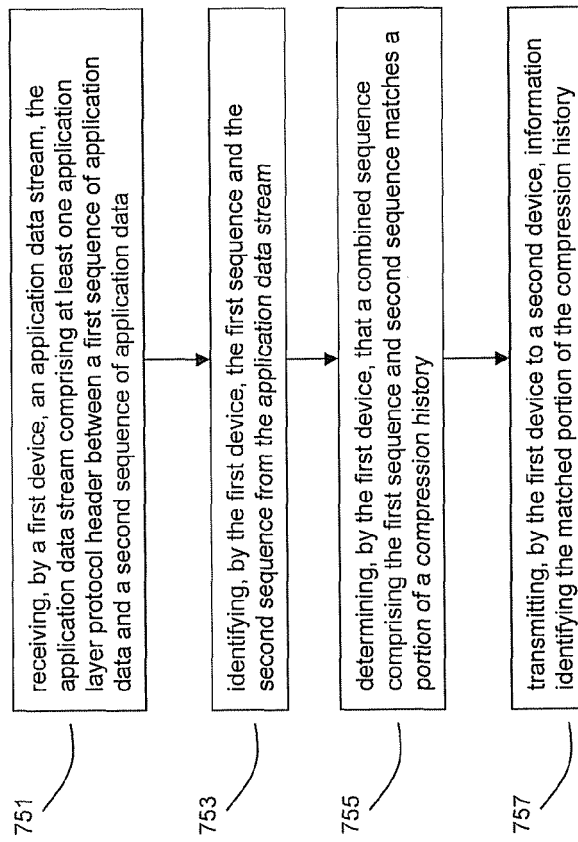 751
receiving, by a first device, an application data stream, the
application data stream comprising at least one application
layer protocol header between a first sequence of application
data and a second sequence of application data
753
identifying, by the first device, the first sequence and the
second sequence from the application data stream
755
determining, by the first device, that a combined sequence
comprising the first sequence and second sequence matches a
portion of a compression history
757
transmitting, by the first device to a second device, information
identifying the matched portion of the compression history